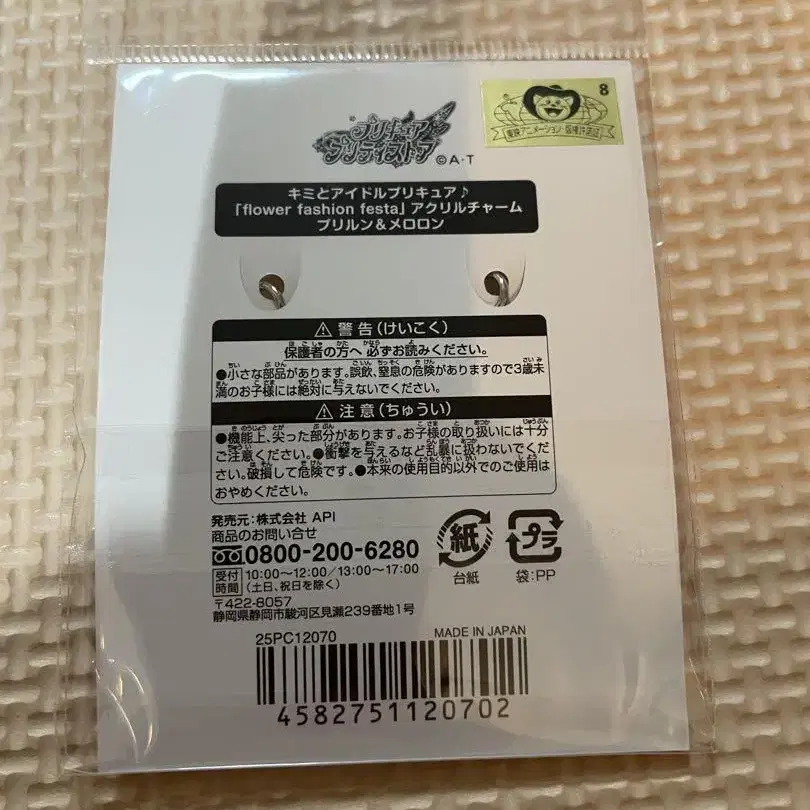 プリキュア
プリティストア
©A・T
8
東映アニメーション・版権許諾証
キミとアイドルプリキュア♪
「flower fashion festa」アクリルチャーム
プリルン&メロロン
⚠警告(けいこく)
保護者の方へ 必ずお読みください。
●小さな部品があります。誤飲、窒息の危険がありますので3歳未
満のお子様には絶対に与えないでください。
⚠注意(ちゅうい)
●機能上、尖った部分があります。お子様の取り扱いには十分
ご注意ください。●衝撃を与えるなど乱暴に扱わないでくだ
さい。破損して危険です。●本来の使用目的以外でのご使用は
おやめください。
発売元:株式会社 API
商品のお問い合せ
0800-200-6280
受付時間 10:00〜12:00/13:00〜17:00
(土日、祝日を除く)
〒422-8057
静岡県静岡市駿河区見瀬239番地1号
紙
台紙
プラ
袋:PP
25PC12070
MADE IN JAPAN
4582751120702